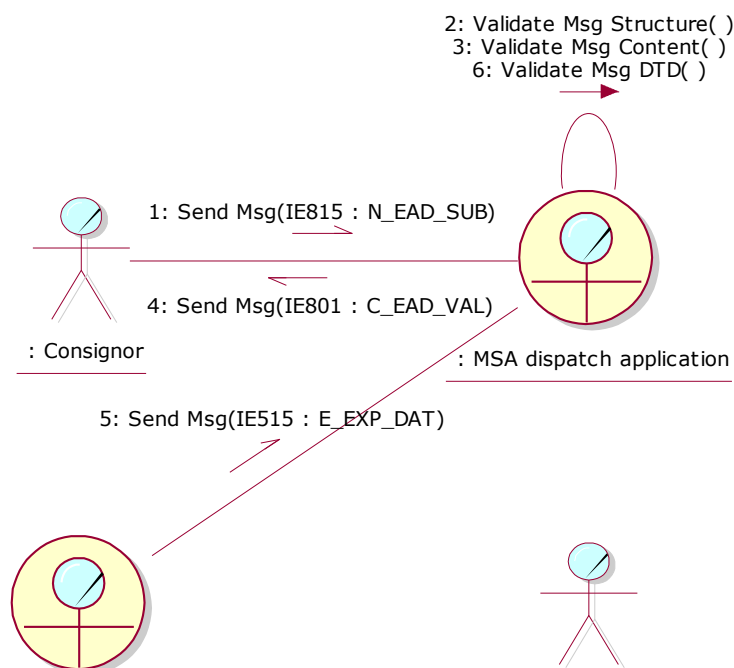 2: Validate Msg Structure( )
3: Validate Msg Content( )
6: Validate Msg DTD( )
1: Send Msg(IE815 : N_EAD_SUB)
4: Send Msg(IE801 : C_EAD_VAL)
: Consignor
: MSA dispatch application
5: Send Msg(IE515 : E_EXP_DAT)